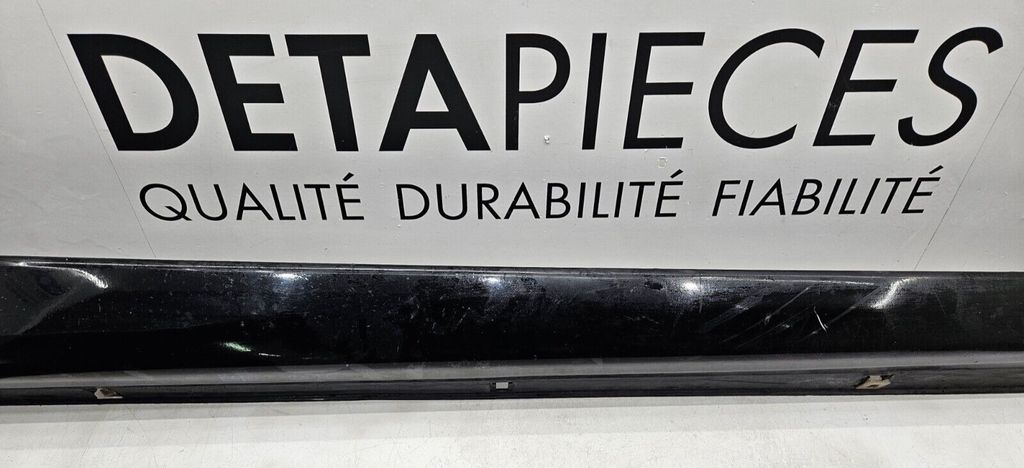 DETAPIECES
QUALITÉ DURABILITÉ FIABILITÉ